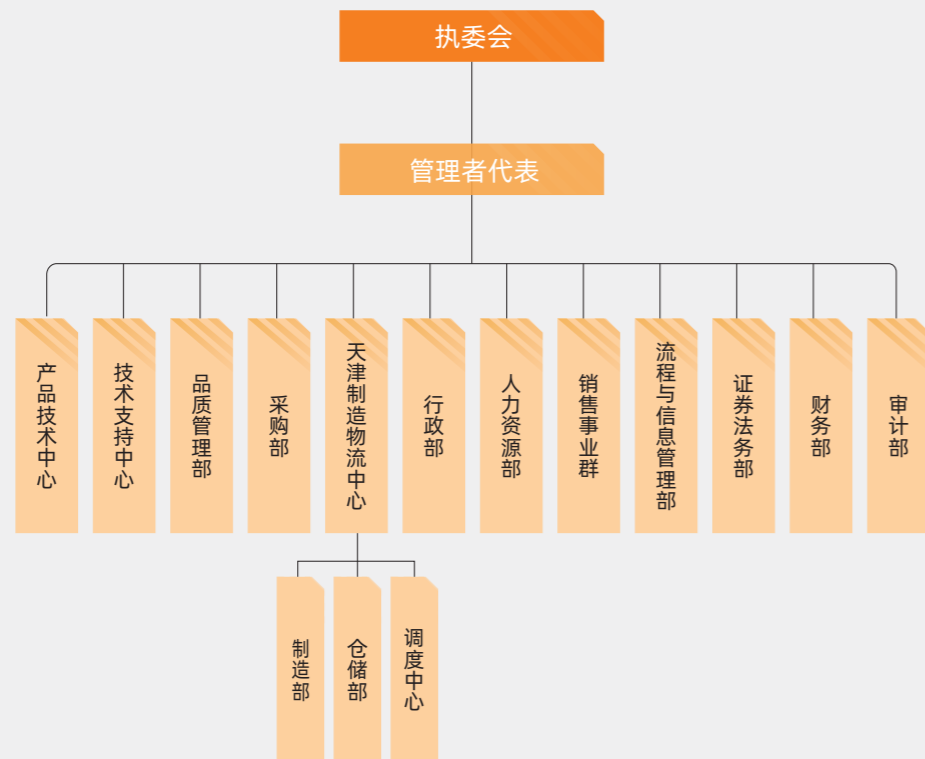 执委会
管理者代表
产品技术中心
技术支持中心
品质管理部
采购部
天津制造物流中心
行政部
人力资源部
销售事业群
流程与信息管理部
证券法务部
财务部
审计部
制造部
仓储部
调度中心